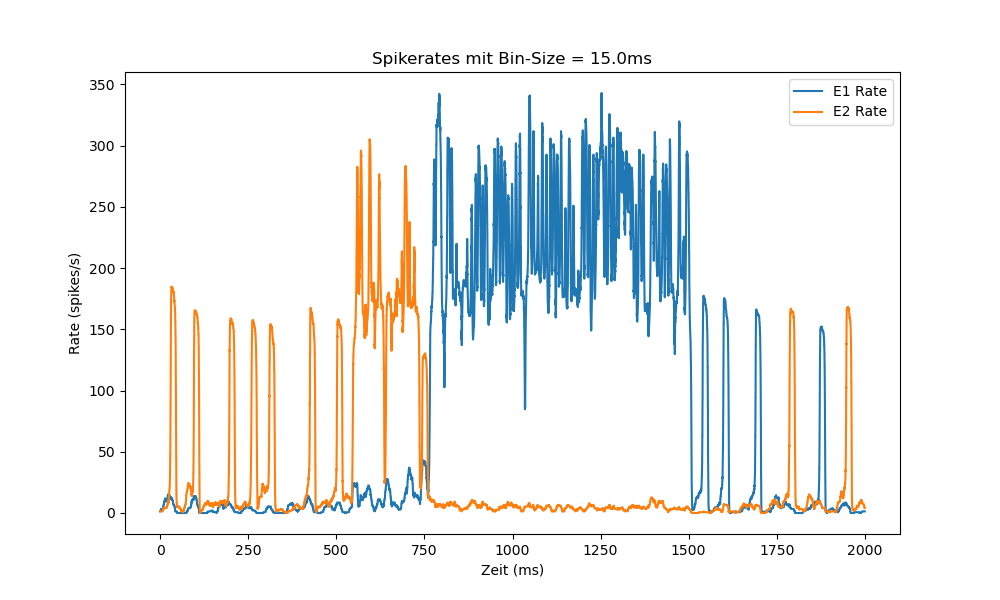 Spikerates mit Bin-Size = 15.0ms
E1 Rate
E2 Rate
350
300
250
200
150
100
50
0
Rate (spikes/s)
0 250 500 750 1000 1250 1500 1750 2000
Zeit (ms)